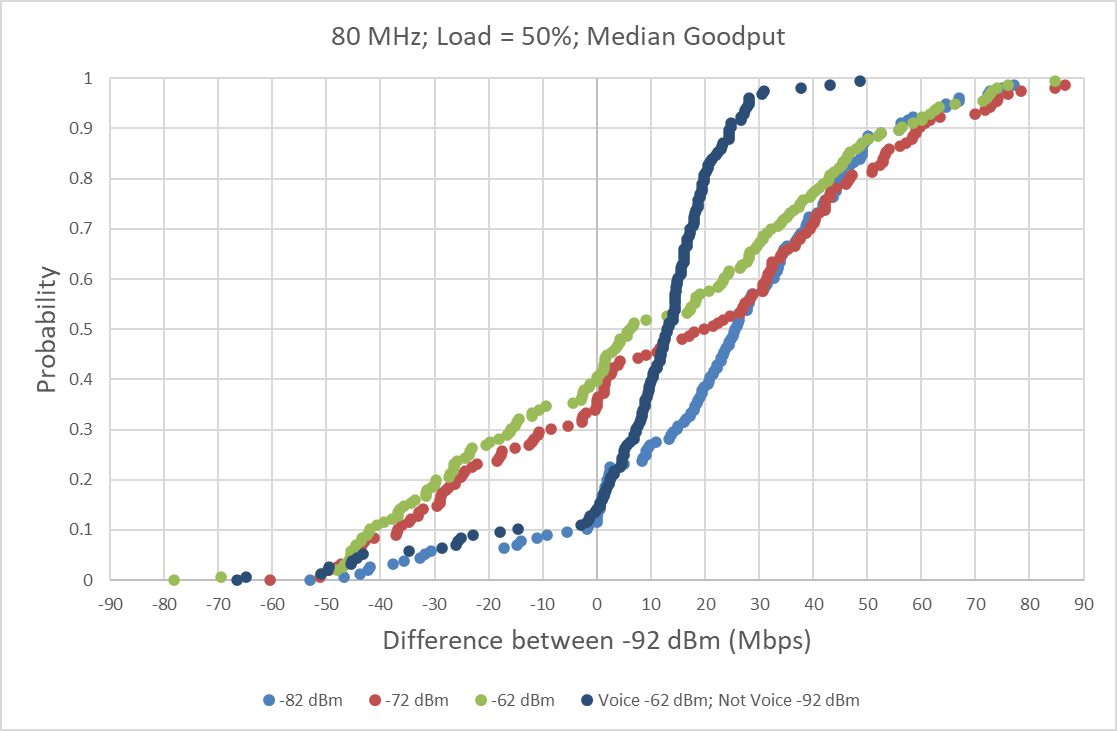 80 MHz; Load = 50%; Median Goodput
Probability
1
0.9
0.8
0.7
0.6
0.5
0.4
0.3
0.2
0.1
0
-90 -80 -70 -60 -50 -40 -30 -20 -10 0 10 20 30 40 50 60 70 80 90
Difference between -92 dBm (Mbps)
-82 dBm -72 dBm -62 dBm Voice -62 dBm; Not Voice -92 dBm